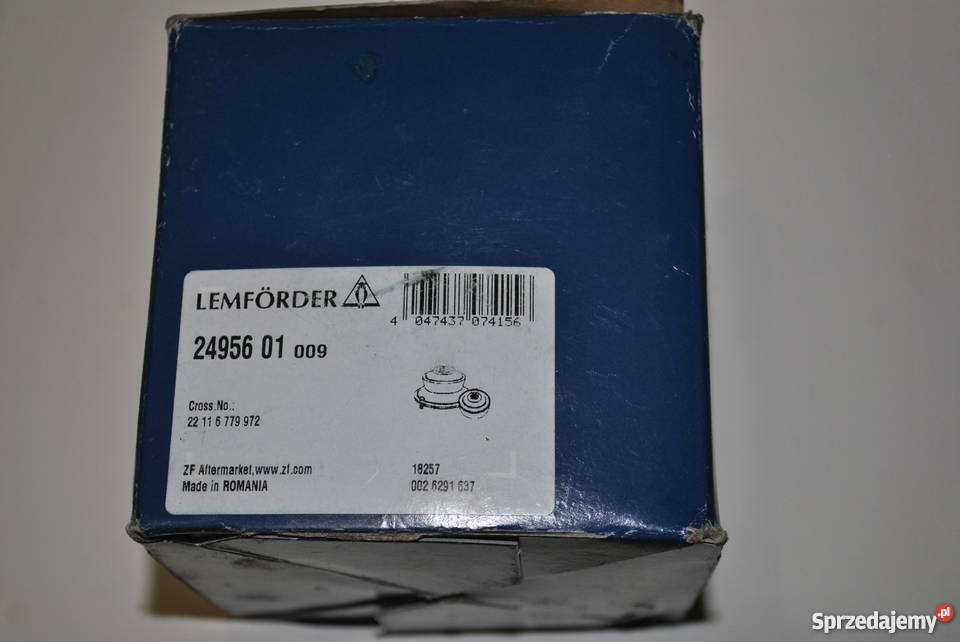 LEMFÖRDER
4 047437 074156
24956 01 009
Cross.No.:
22 11 6 779 972
ZF Aftermarket,www.zf.com 18257
Made in ROMANIA 002 6291 637
Sprzedajemy.pl